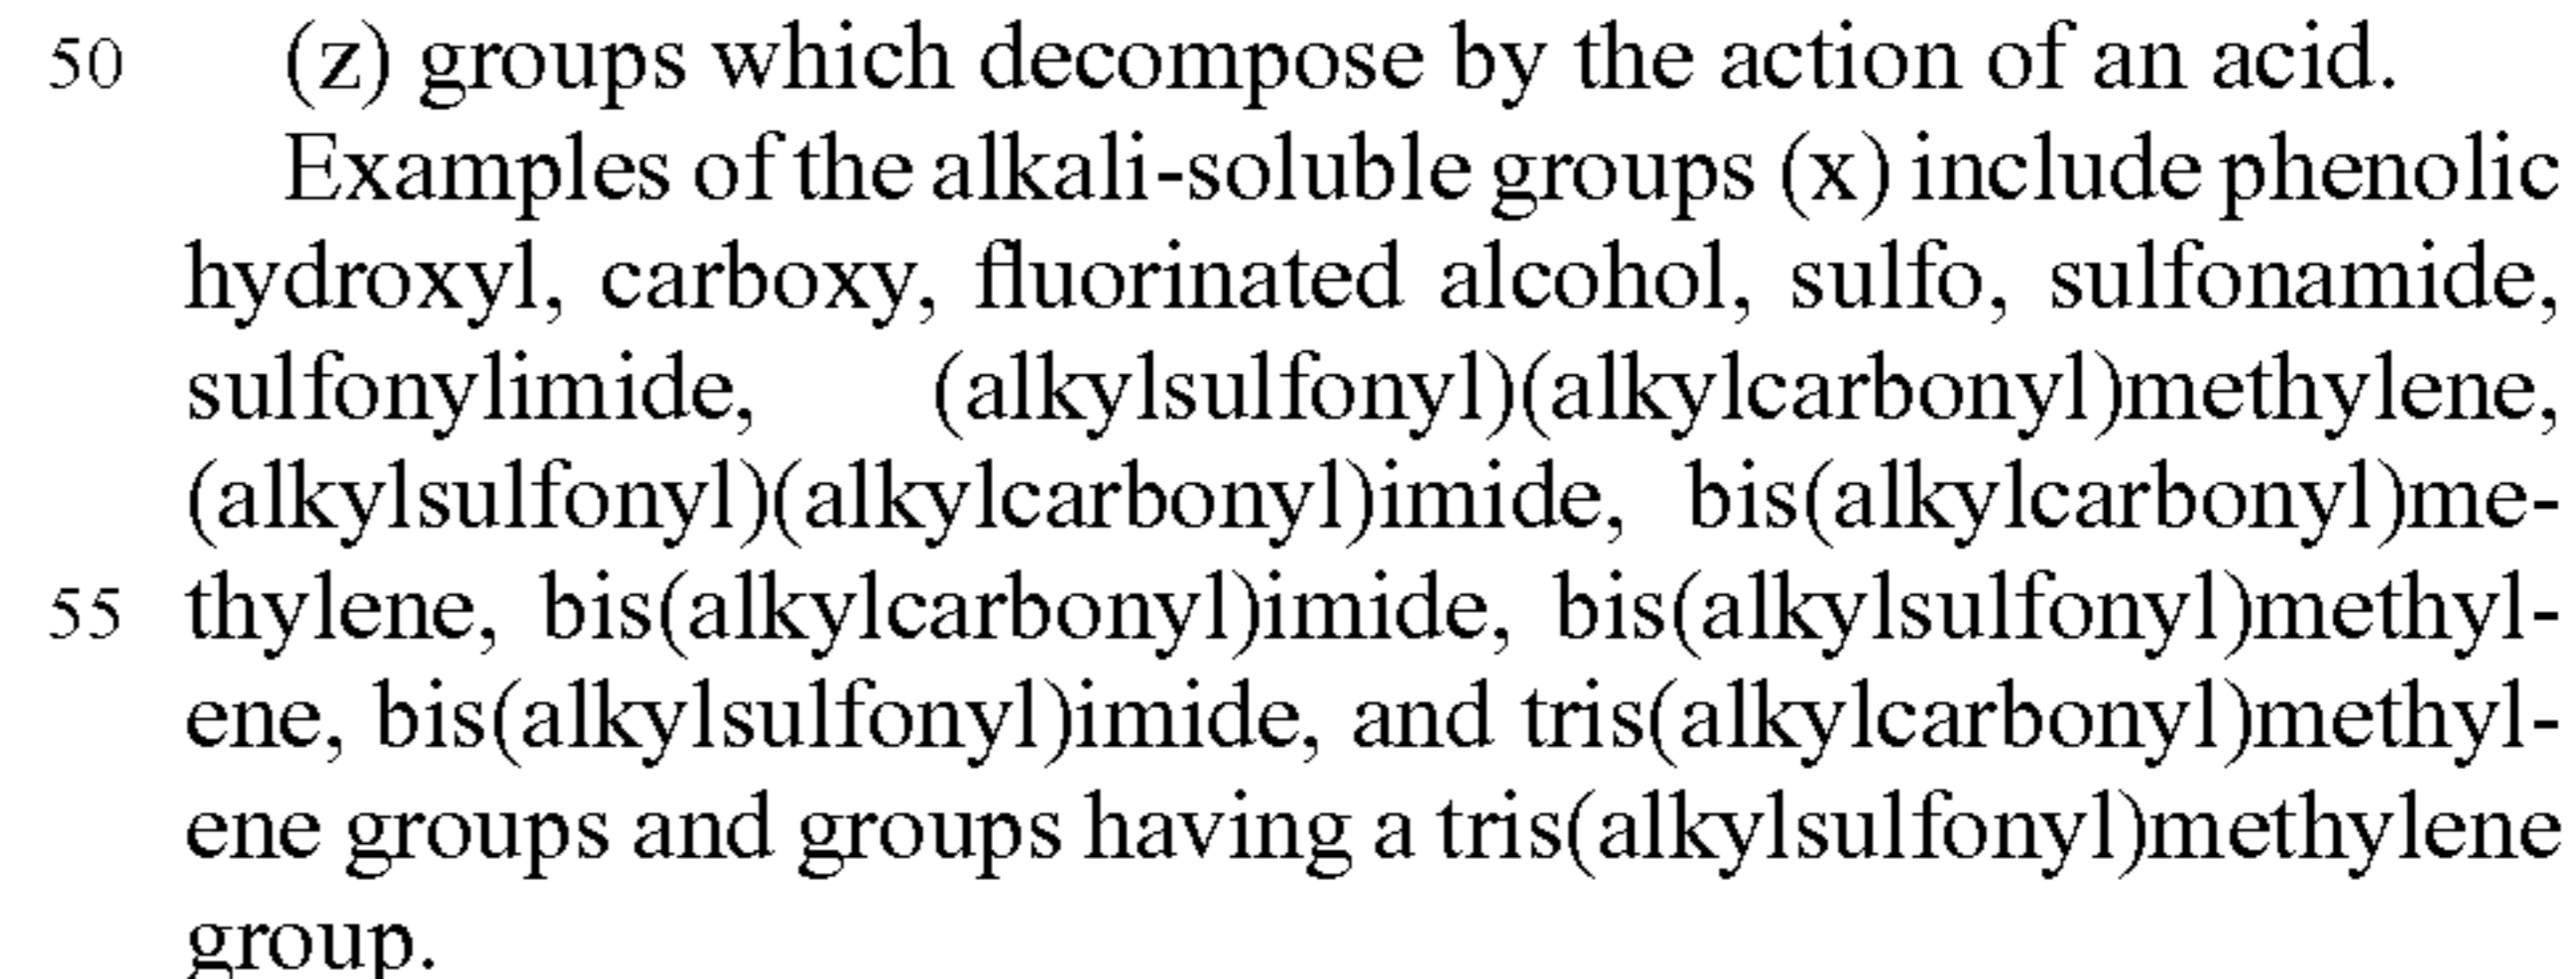 50 (z) groups which decompose by the action of an acid.
Examples of the alkali-soluble groups (x) include phenolic
hydroxyl, carboxy, fluorinated alcohol, sulfo, sulfonamide,
sulfonylimide, (alkylsulfonyl)(alkylcarbonyl)methylene,
(alkylsulfonyl)(alkylcarbonyl)imide, bis(alkylcarbonyl)me-
55 thylene, bis(alkylcarbonyl)imide, bis(alkylsulfonyl)methyl-
ene, bis(alkylsulfonyl)imide, and tris(alkylcarbonyl)methyl-
ene groups and groups having a tris(alkylsulfonyl)methylene
group.